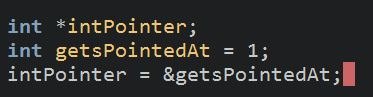 int *intPointer;
int getsPointedAt = 1;
intPointer = &getsPointedAt;